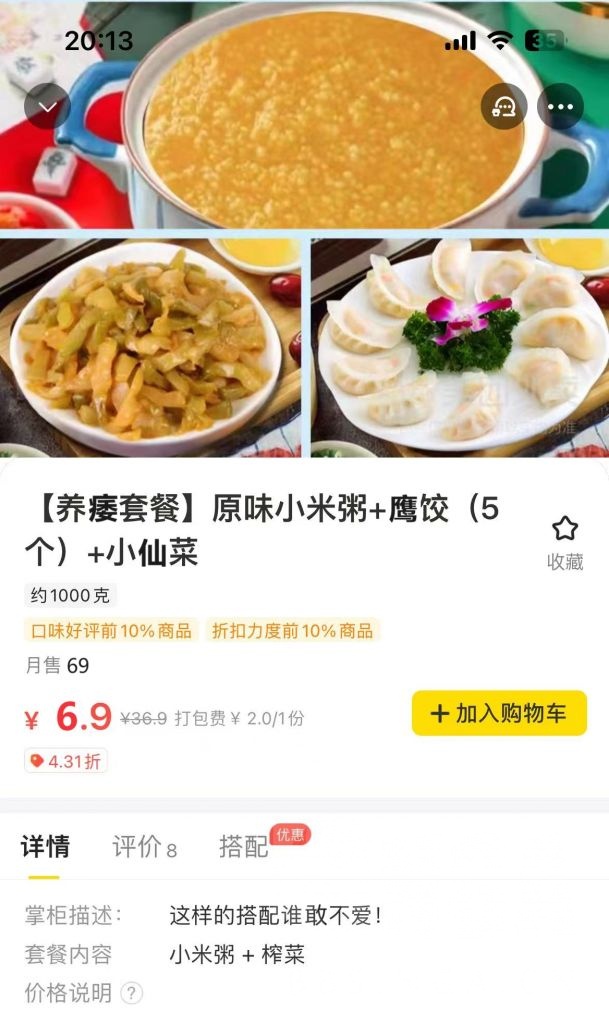 20:13
35
【养痿套餐】原味小米粥+鹰饺（5
个）+小仙菜
收藏
约1000克
口味好评前10%商品 折扣力度前10%商品
月售 69
¥ 6.9 ¥36.9 打包费¥ 2.0/1份
+加入购物车
4.31折
详情 评价 8 搭配 优惠
掌柜描述： 这样的搭配谁敢不爱！
套餐内容 小米粥 + 榨菜
价格说明 ?